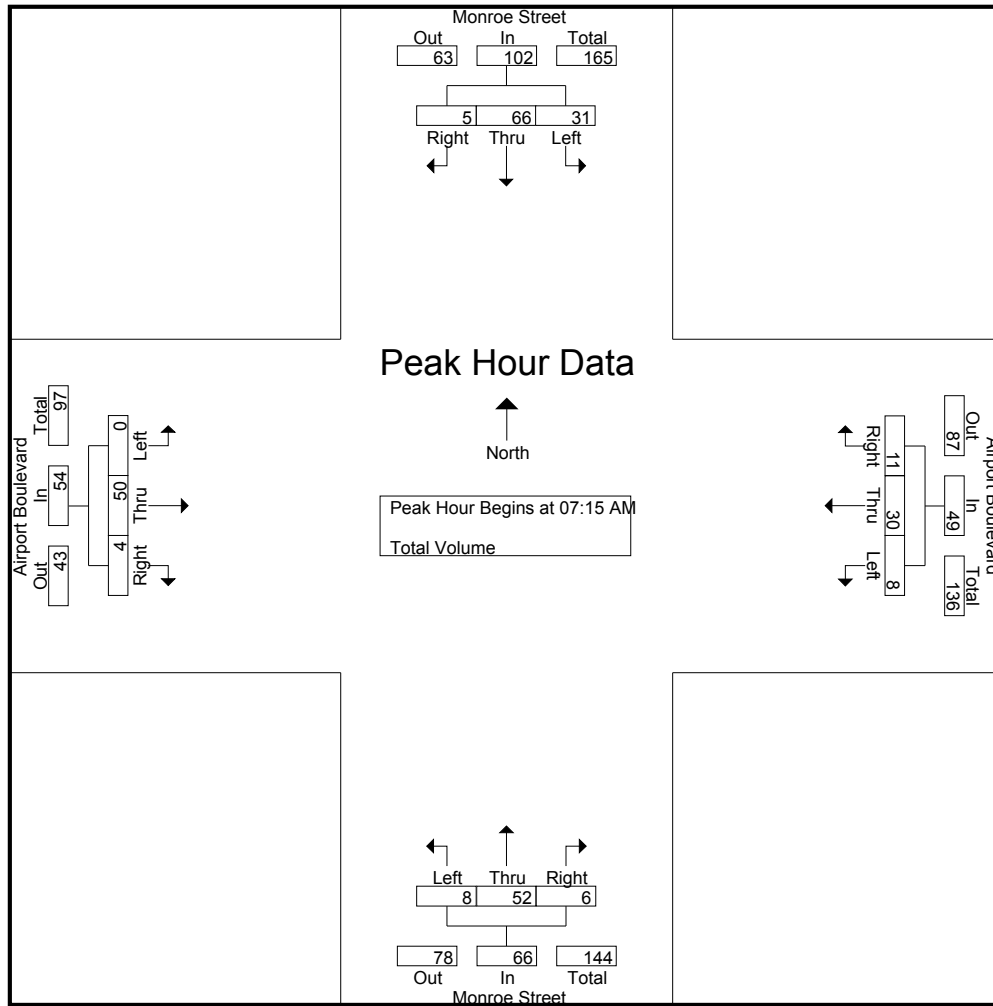 Monroe Street
Out In Total
63 102 165
5 66 31
Right Thru Left
Peak Hour Data
North
Peak Hour Begins at 07:15 AM
Total Volume
Airport Boulevard
Total In Out
97 54 43
0 50 4
Left Thru Right
Airport Boulevard
Out In Total
87 49 136
11 30 8
Right Thru Left
Left Thru Right
8 52 6
78 66 144
Out In Total
Monroe Street